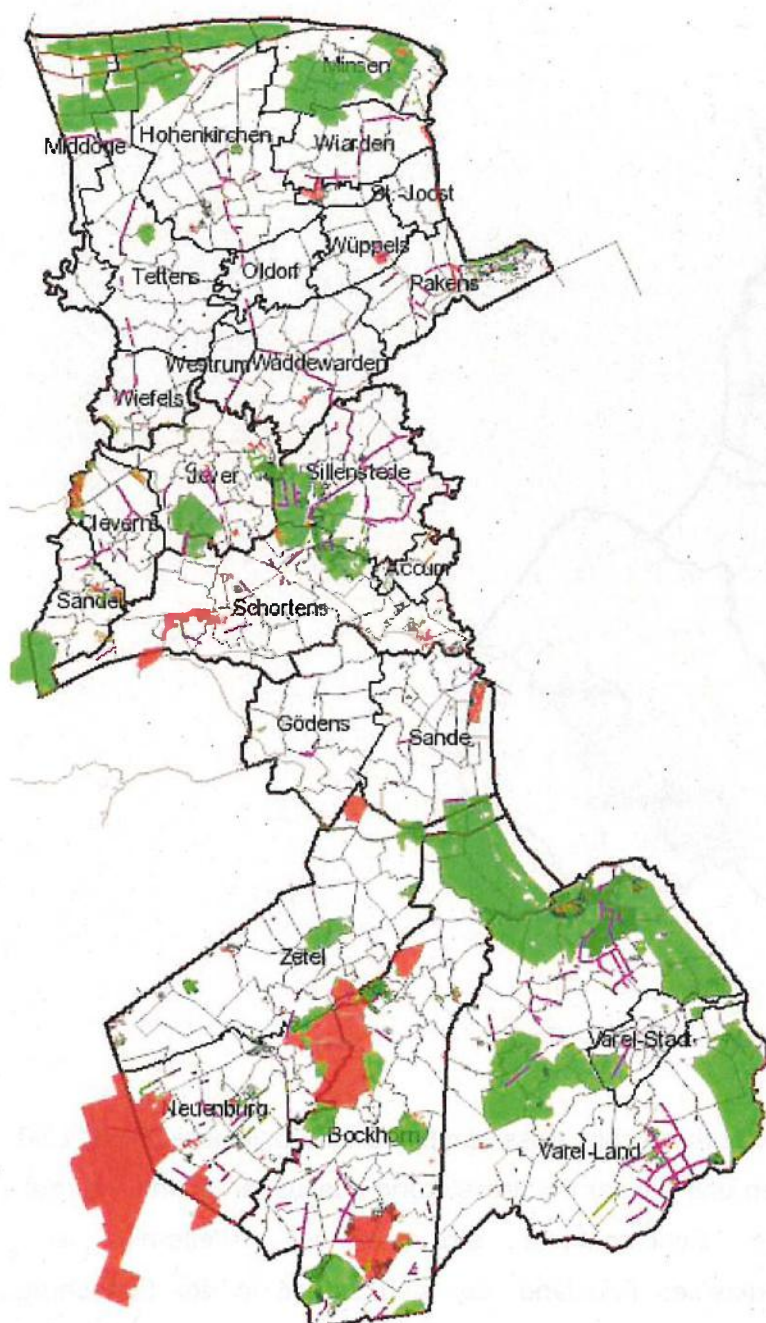 Minsen
Hohenkirchen
Wiarden
Middoge
St.-Joost
Wüppels
Tettens
Oldorf
Pakens
Westrum
Waddewarden
Wiefels
Jever
Sillenstede
Cleverns
Accum
Sandel
Schortens
Gödens
Sande
Zetel
Varel-Stadt
Neuenburg
Bockhorn
Varel-Land